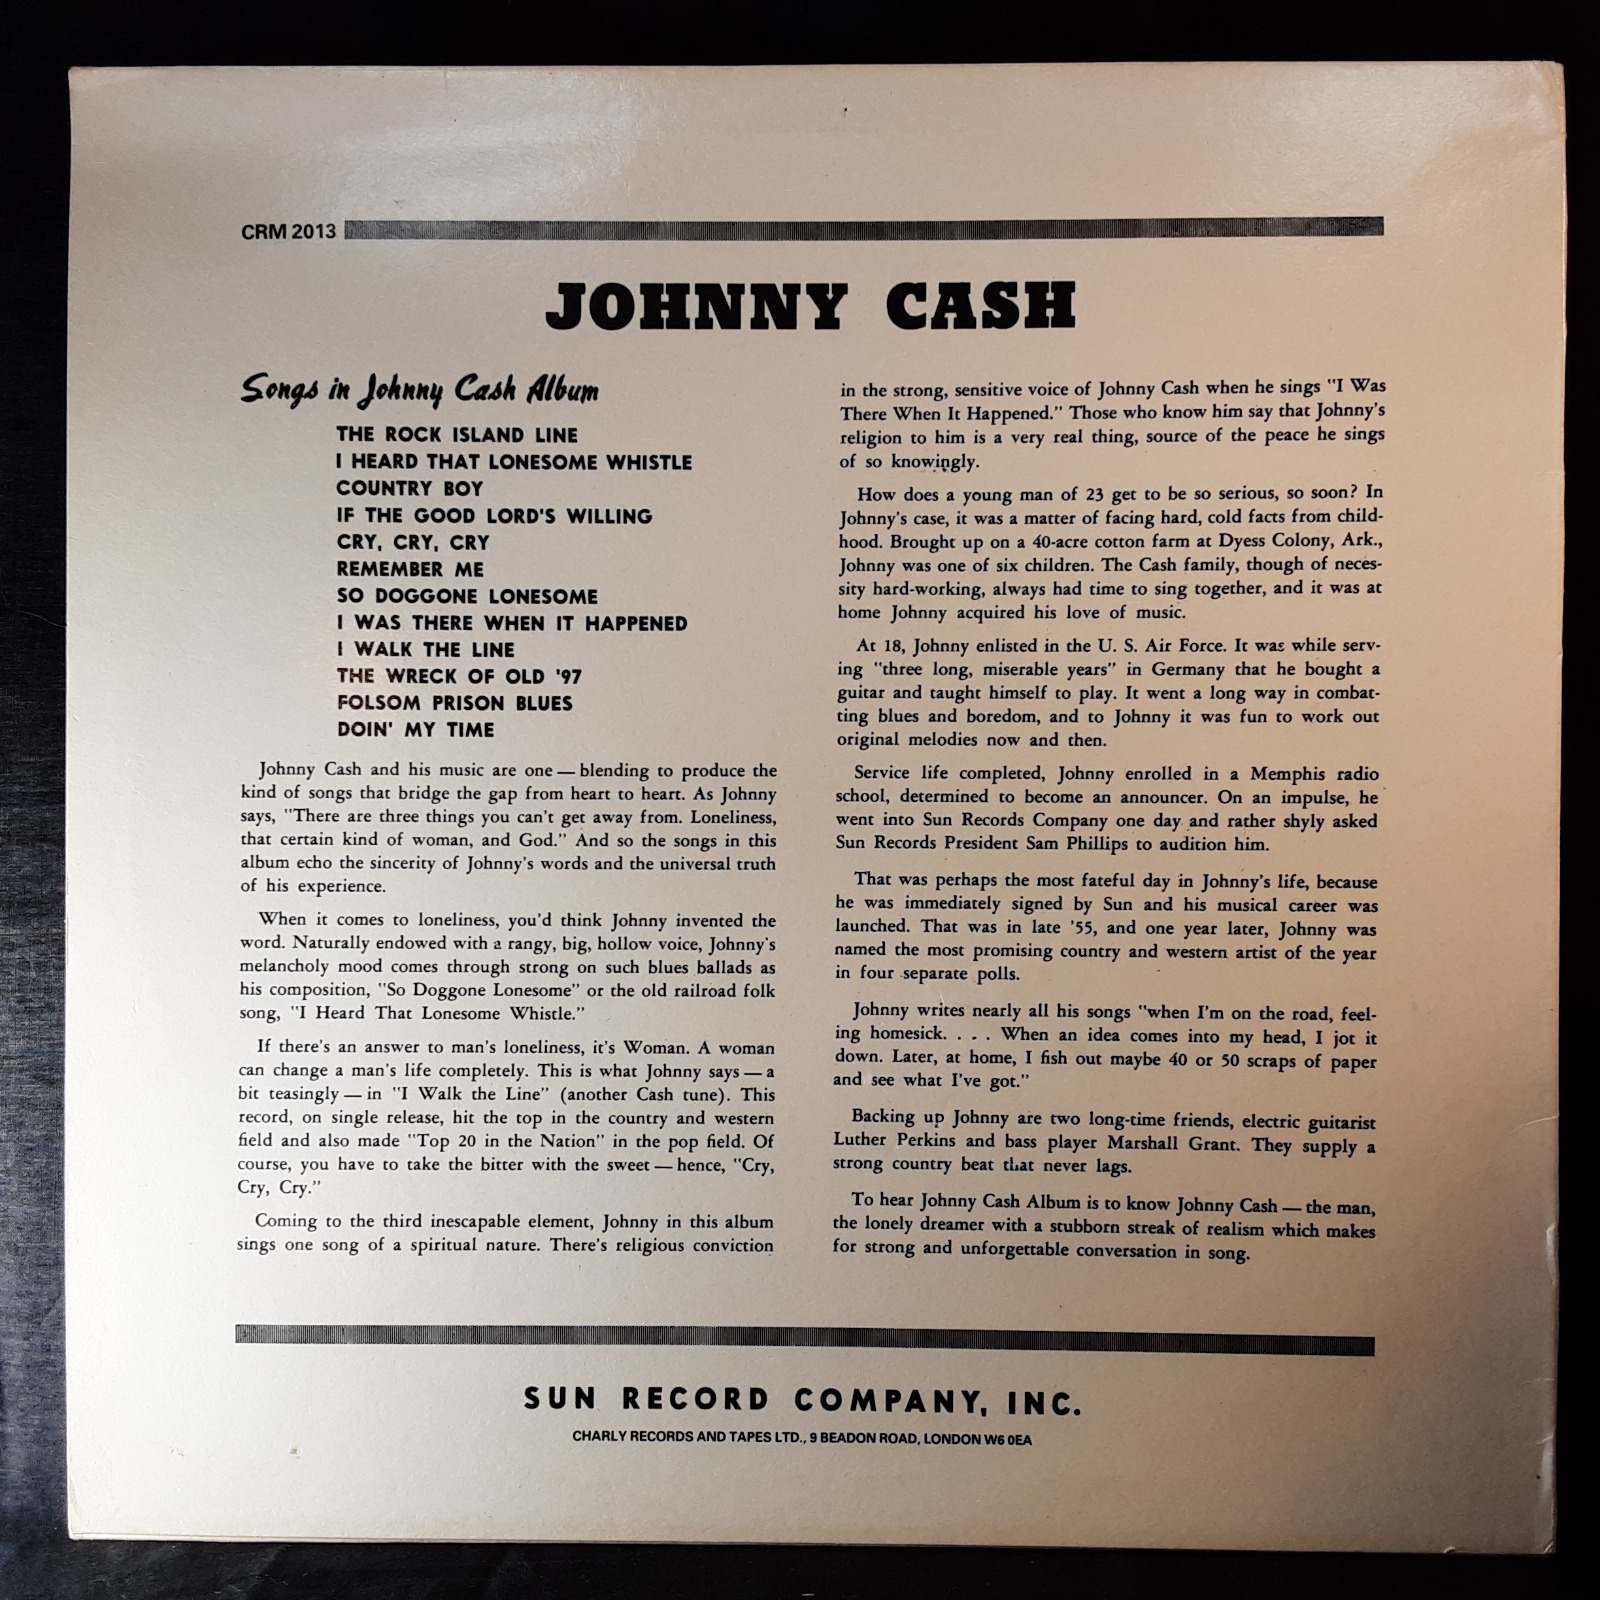 CRM 2013
JOHNNY CASH
Songs in Johnny Cash Album
THE ROCK ISLAND LINE
I HEARD THAT LONESOME WHISTLE
COUNTRY BOY
IF THE GOOD LORD'S WILLING
CRY, CRY, CRY
REMEMBER ME
SO DOGGONE LONESOME
I WAS THERE WHEN IT HAPPENED
I WALK THE LINE
THE WRECK OF OLD '97
FOLSOM PRISON BLUES
DOIN' MY TIME
Johnny Cash and his music are one — blending to produce the
kind of songs that bridge the gap from heart to heart. As Johnny
says, "There are three things you can't get away from. Loneliness,
that certain kind of woman, and God." And so the songs in this
album echo the sincerity of Johnny's words and the universal truth
of his experience.
When it comes to loneliness, you'd think Johnny invented the
word. Naturally endowed with a rangy, big, hollow voice, Johnny's
melancholy mood comes through strong on such blues ballads as
his composition, "So Doggone Lonesome" or the old railroad folk
song, "I Heard That Lonesome Whistle."
If there's an answer to man's loneliness, it's Woman. A woman
can change a man's life completely. This is what Johnny says — a
bit teasingly — in "I Walk the Line" (another Cash tune). This
record, on single release, hit the top in the country and western
field and also made "Top 20 in the Nation" in the pop field. Of
course, you have to take the bitter with the sweet — hence, "Cry,
Cry, Cry."
Coming to the third inescapable element, Johnny in this album
sings one song of a spiritual nature. There's religious conviction
in the strong, sensitive voice of Johnny Cash when he sings "I Was
There When It Happened." Those who know him say that Johnny's
religion to him is a very real thing, source of the peace he sings
of so knowingly.
How does a young man of 23 get to be so serious, so soon? In
Johnny's case, it was a matter of facing hard, cold facts from child-
hood. Brought up on a 40-acre cotton farm at Dyess Colony, Ark.,
Johnny was one of six children. The Cash family, though of neces-
sity hard-working, always had time to sing together, and it was at
home Johnny acquired his love of music.
At 18, Johnny enlisted in the U. S. Air Force. It was while serv-
ing "three long, miserable years" in Germany that he bought a
guitar and taught himself to play. It went a long way in combat-
ting blues and boredom, and to Johnny it was fun to work out
original melodies now and then.
Service life completed, Johnny enrolled in a Memphis radio
school, determined to become an announcer. On an impulse, he
went into Sun Records Company one day and rather shyly asked
Sun Records President Sam Phillips to audition him.
That was perhaps the most fateful day in Johnny's life, because
he was immediately signed by Sun and his musical career was
launched. That was in late '55, and one year later, Johnny was
named the most promising country and western artist of the year
in four separate polls.
Johnny writes nearly all his songs "when I'm on the road, feel-
ing homesick. . . . When an idea comes into my head, I jot it
down. Later, at home, I fish out maybe 40 or 50 scraps of paper
and see what I've got."
Backing up Johnny are two long-time friends, electric guitarist
Luther Perkins and bass player Marshall Grant. They supply a
strong country beat that never lags.
To hear Johnny Cash Album is to know Johnny Cash — the man,
the lonely dreamer with a stubborn streak of realism which makes
for strong and unforgettable conversation in song.
SUN RECORD COMPANY, INC.
CHARLY RECORDS AND TAPES LTD., 9 BEADON ROAD, LONDON W6 0EA